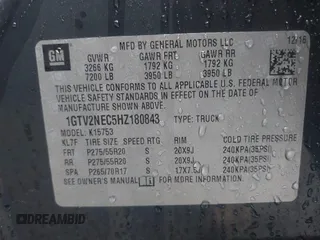 MFD BY GENERAL MOTORS LLC 12/16
GM
GVWR GAWR FRT GAWR RR
3266 KG 1792 KG 1792 KG
7200 LB 3950 LB 3950 LB
THIS VEHICLE CONFORMS TO ALL APPLICABLE U.S.
FEDERAL MOTOR VEHICLE SAFETY AND THEFT
PREVENTION STANDARDS IN EFFECT ON THE DATE
OF MANUFACTURE SHOWN ABOVE.
1GTV2NEC5HZ180843 TYPE: TRUCK
K15753
TIRE SIZE SPEED RTG RIM COLD TIRE PRESSURE
FRT P275/55R20 S 20X9J 240KPA(35PSI)
RR P275/55R20 S 20X9J 240KPA(35PSI)
SPA P265/70R17 S 240KPA(35PSI)
SEE OWNER'S MANUAL FOR MORE INFORMATION.
DREAMBID